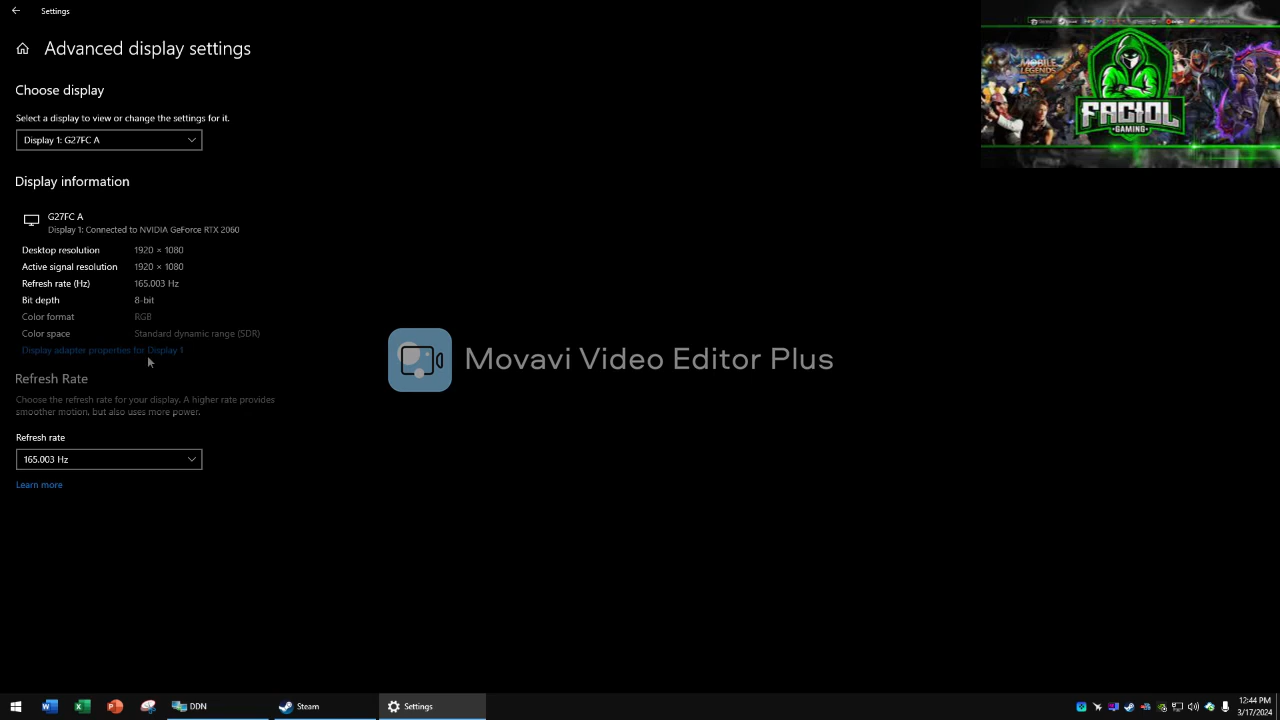 Settings
Advanced display settings
Choose display
Select a display to view or change the settings for it.
Display 1: G27FC A
Display information
G27FC A
Display 1: Connected to NVIDIA GeForce RTX 2060
Desktop resolution 1920 × 1080
Active signal resolution 1920 × 1080
Refresh rate (Hz) 165.003 Hz
Bit depth 8-bit
Color format RGB
Color space Standard dynamic range (SDR)
Display adapter properties for Display 1
Refresh Rate
Choose the refresh rate for your display. A higher rate provides
smoother motion, but also uses more power.
Refresh rate
165.003 Hz
Learn more
Movavi Video Editor Plus
MOBILE
LEGENDS
FACIOL
GAMING
DDN
Steam
Settings
12:44 PM
3/17/2024